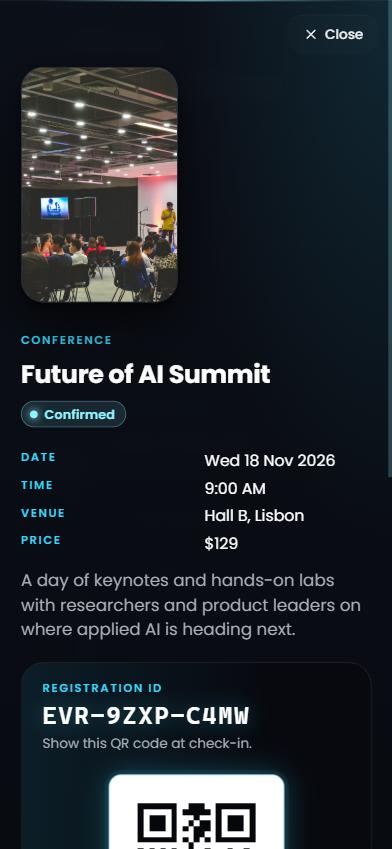 Close
CONFERENCE
Future of AI Summit
Confirmed
DATE Wed 18 Nov 2026
TIME 9:00 AM
VENUE Hall B, Lisbon
PRICE $129
A day of keynotes and hands-on labs
with researchers and product leaders on
where applied AI is heading next.
REGISTRATION ID
EVR-9ZXP-C4MW
Show this QR code at check-in.